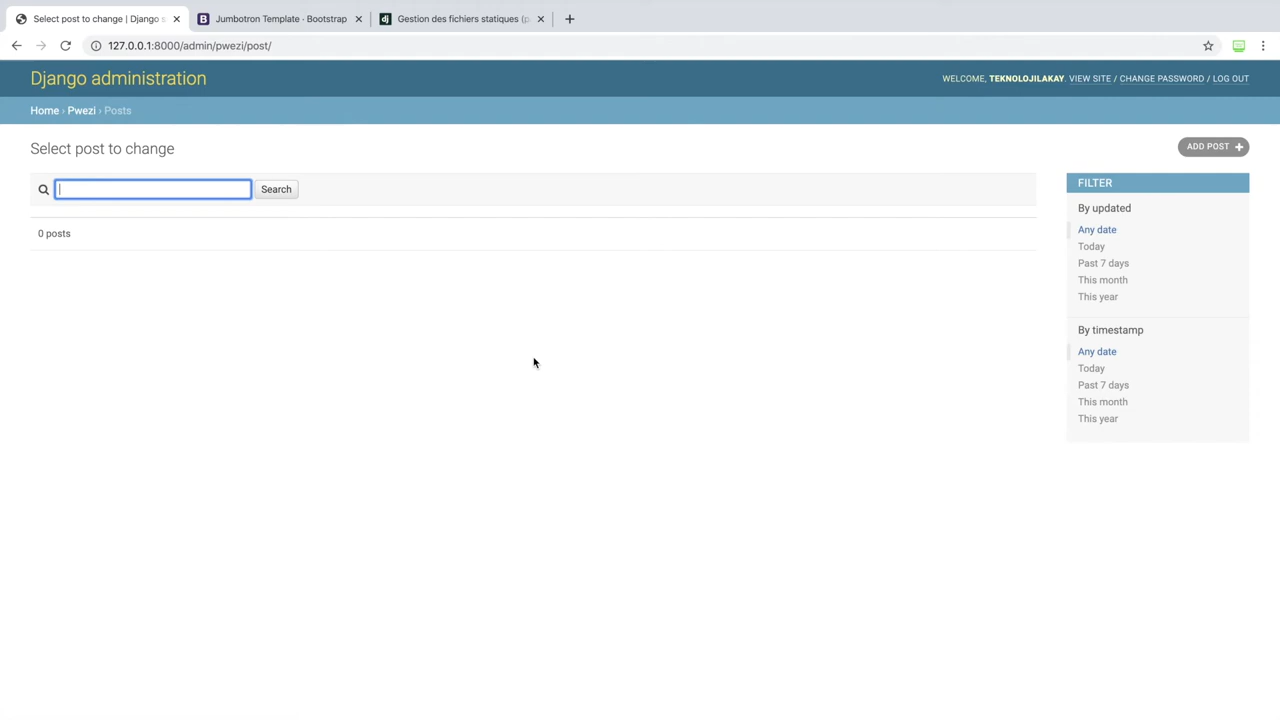 Select post to change | Django s
Jumbotron Template · Bootstrap
Gestion des fichiers statiques (p
127.0.0.1:8000/admin/pwezi/post/
Django administration
WELCOME, TEKNOLOJILAKAY. VIEW SITE / CHANGE PASSWORD / LOG OUT
Home › Pwezi › Posts
Select post to change
ADD POST +
Search
0 posts
FILTER
By updated
Any date
Today
Past 7 days
This month
This year
By timestamp
Any date
Today
Past 7 days
This month
This year